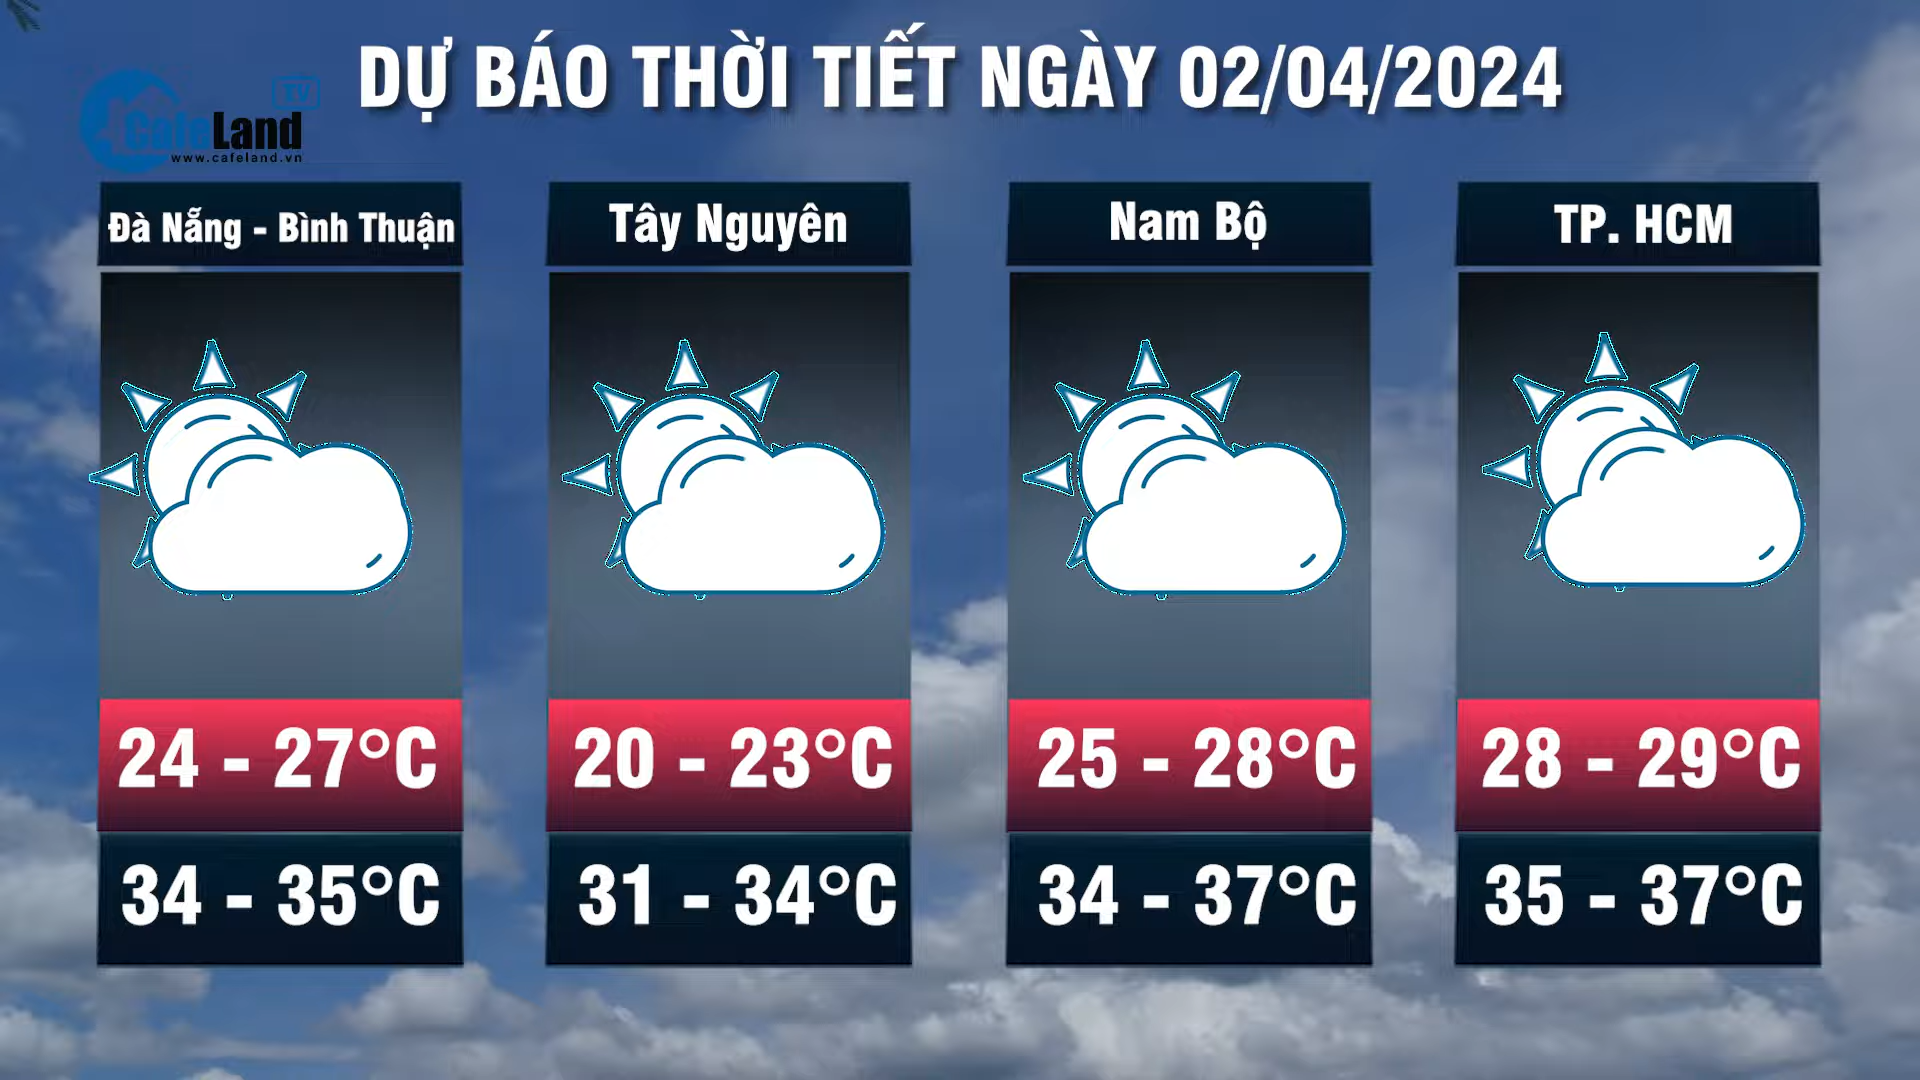 DỰ BÁO THỜI TIẾT NGÀY 02/04/2024
TV
CafeLand
www.cafeland.vn
Đà Nẵng - Bình Thuận
Tây Nguyên
Nam Bộ
TP. HCM
24 - 27°C
20 - 23°C
25 - 28°C
28 - 29°C
34 - 35°C
31 - 34°C
34 - 37°C
35 - 37°C